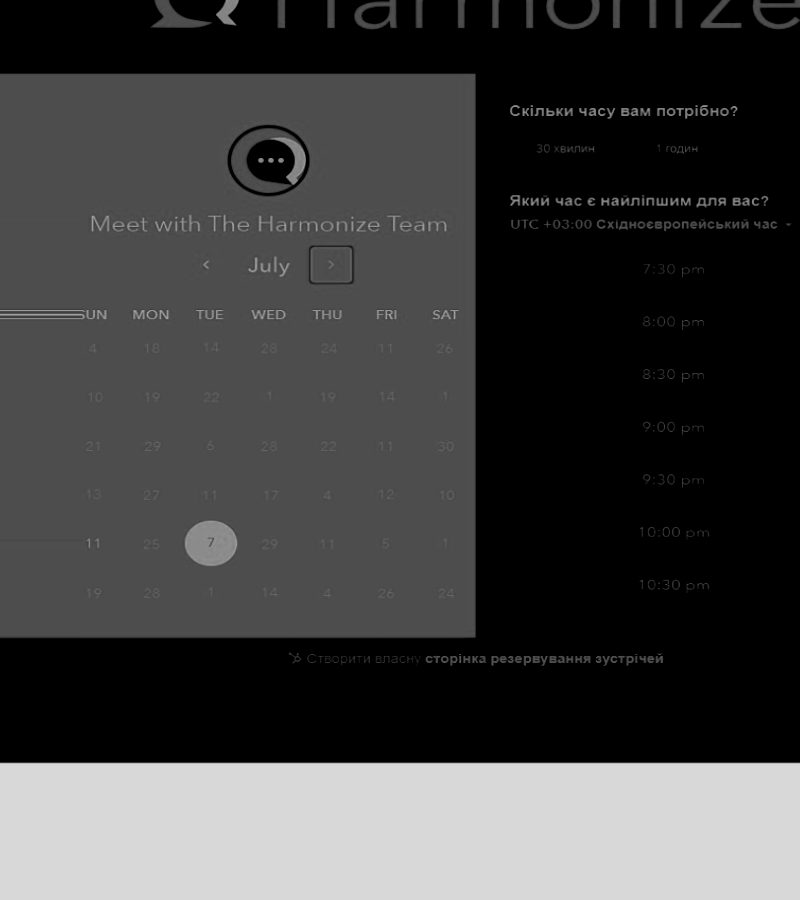 Harmonize
Meet with The Harmonize Team
July
SUN MON TUE WED THU FRI SAT
4 18 14 28 24 11 26
10 19 22 1 19 14 1
21 29 6 28 22 11 30
13 27 11 17 4 12 10
11 25 7 29 11 5 1
19 28 1 14 4 26 24
Скільки часу вам потрібно?
30 хвилин 1 годин
Який час є найліпшим для вас?
UTC +03:00 Східноєвропейський час
7:30 pm
8:00 pm
8:30 pm
9:00 pm
9:30 pm
10:00 pm
10:30 pm
Створити власну сторінка резервування зустрічей